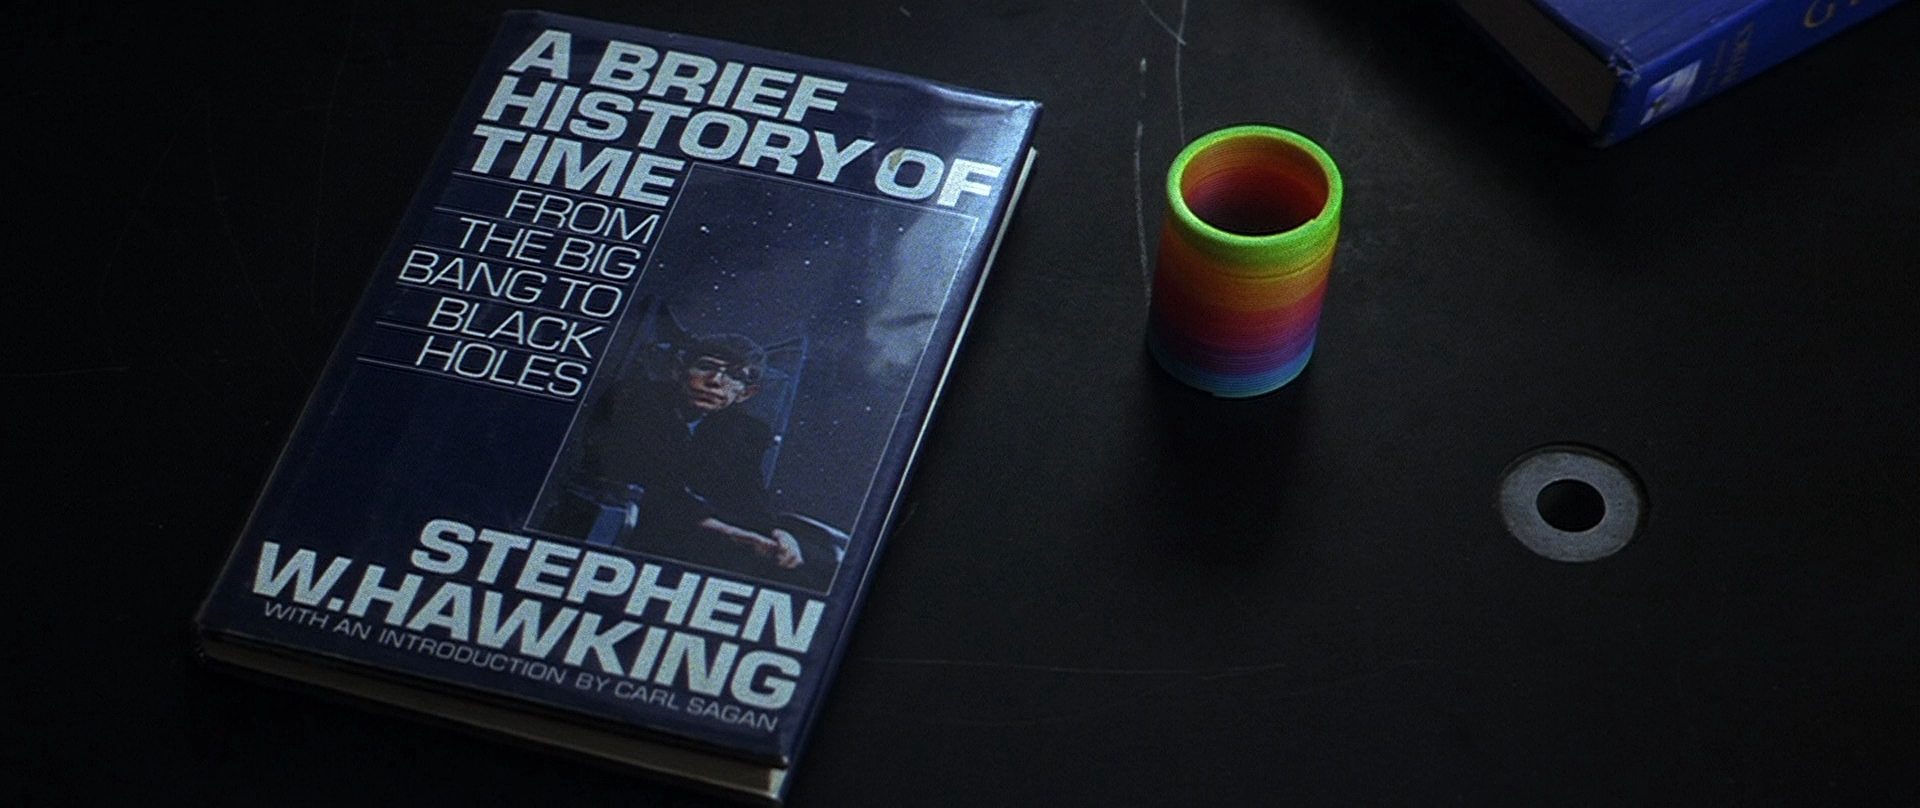 A BRIEF
HISTORY OF
TIME
FROM
THE BIG
BANG TO
BLACK
HOLES
STEPHEN
W.HAWKING
WITH AN INTRODUCTION BY CARL SAGAN